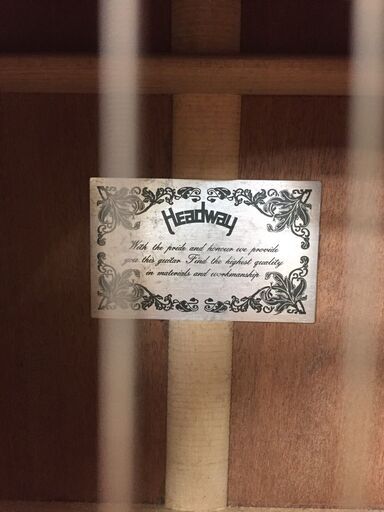 Headway
With the pride and honour we provide
you this guitar Find the highest quality
in materials and workmanship